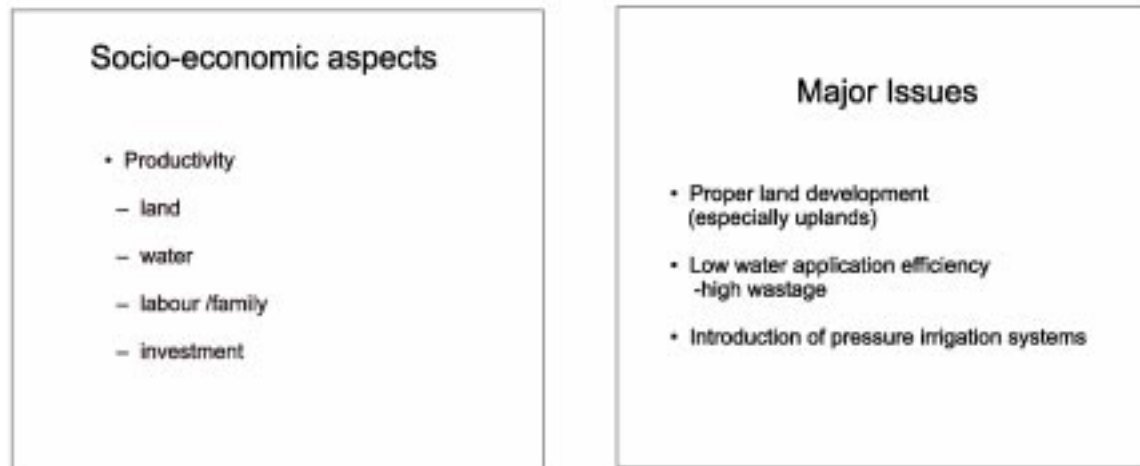 Socio-economic aspects
• Productivity
– land
– water
– labour /family
– investment
Major Issues
• Proper land development
(especially uplands)
• Low water application efficiency
-high wastage
• Introduction of pressure irrigation systems